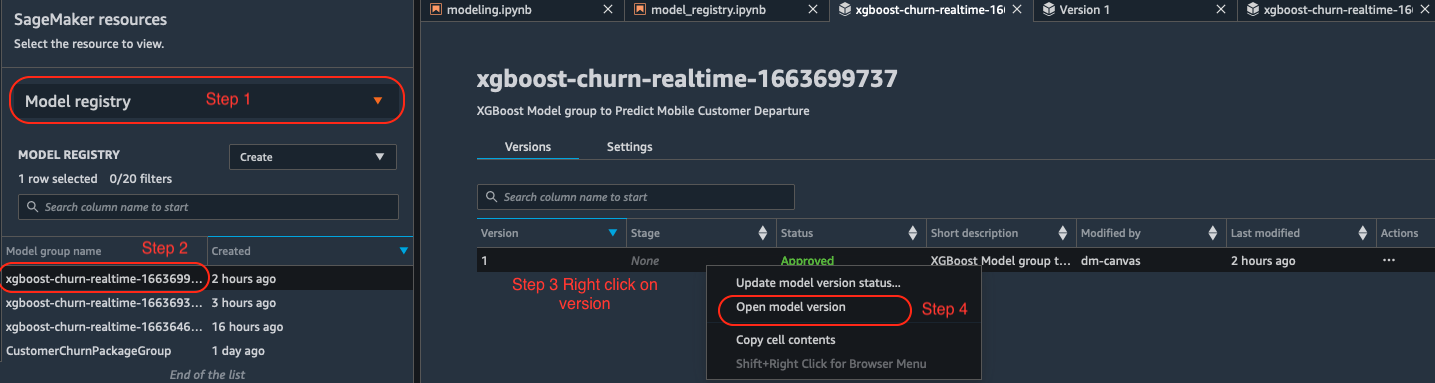 SageMaker resources
Select the resource to view.
Model registry
Step 1
MODEL REGISTRY
Create
1 row selected 0/20 filters
Search column name to start
Model group name
Step 2
Created
xgboost-churn-realtime-1663699... 2 hours ago
xgboost-churn-realtime-1663693... 3 hours ago
xgboost-churn-realtime-1663646... 16 hours ago
CustomerChurnPackageGroup 1 day ago
End of the list
modeling.ipynb
model_registry.ipynb
xgboost-churn-realtime-1663
Version 1
xgboost-churn-realtime-166
xgboost-churn-realtime-1663699737
XGBoost Model group to Predict Mobile Customer Departure
Versions Settings
Search column name to start
Version Stage Status Short description Modified by Last modified Actions
1 None Approved XGBoost Model group t... dm-canvas 2 hours ago ...
Step 3 Right click on
version
Update model version status...
Open model version
Step 4
Copy cell contents
Shift+Right Click for Browser Menu